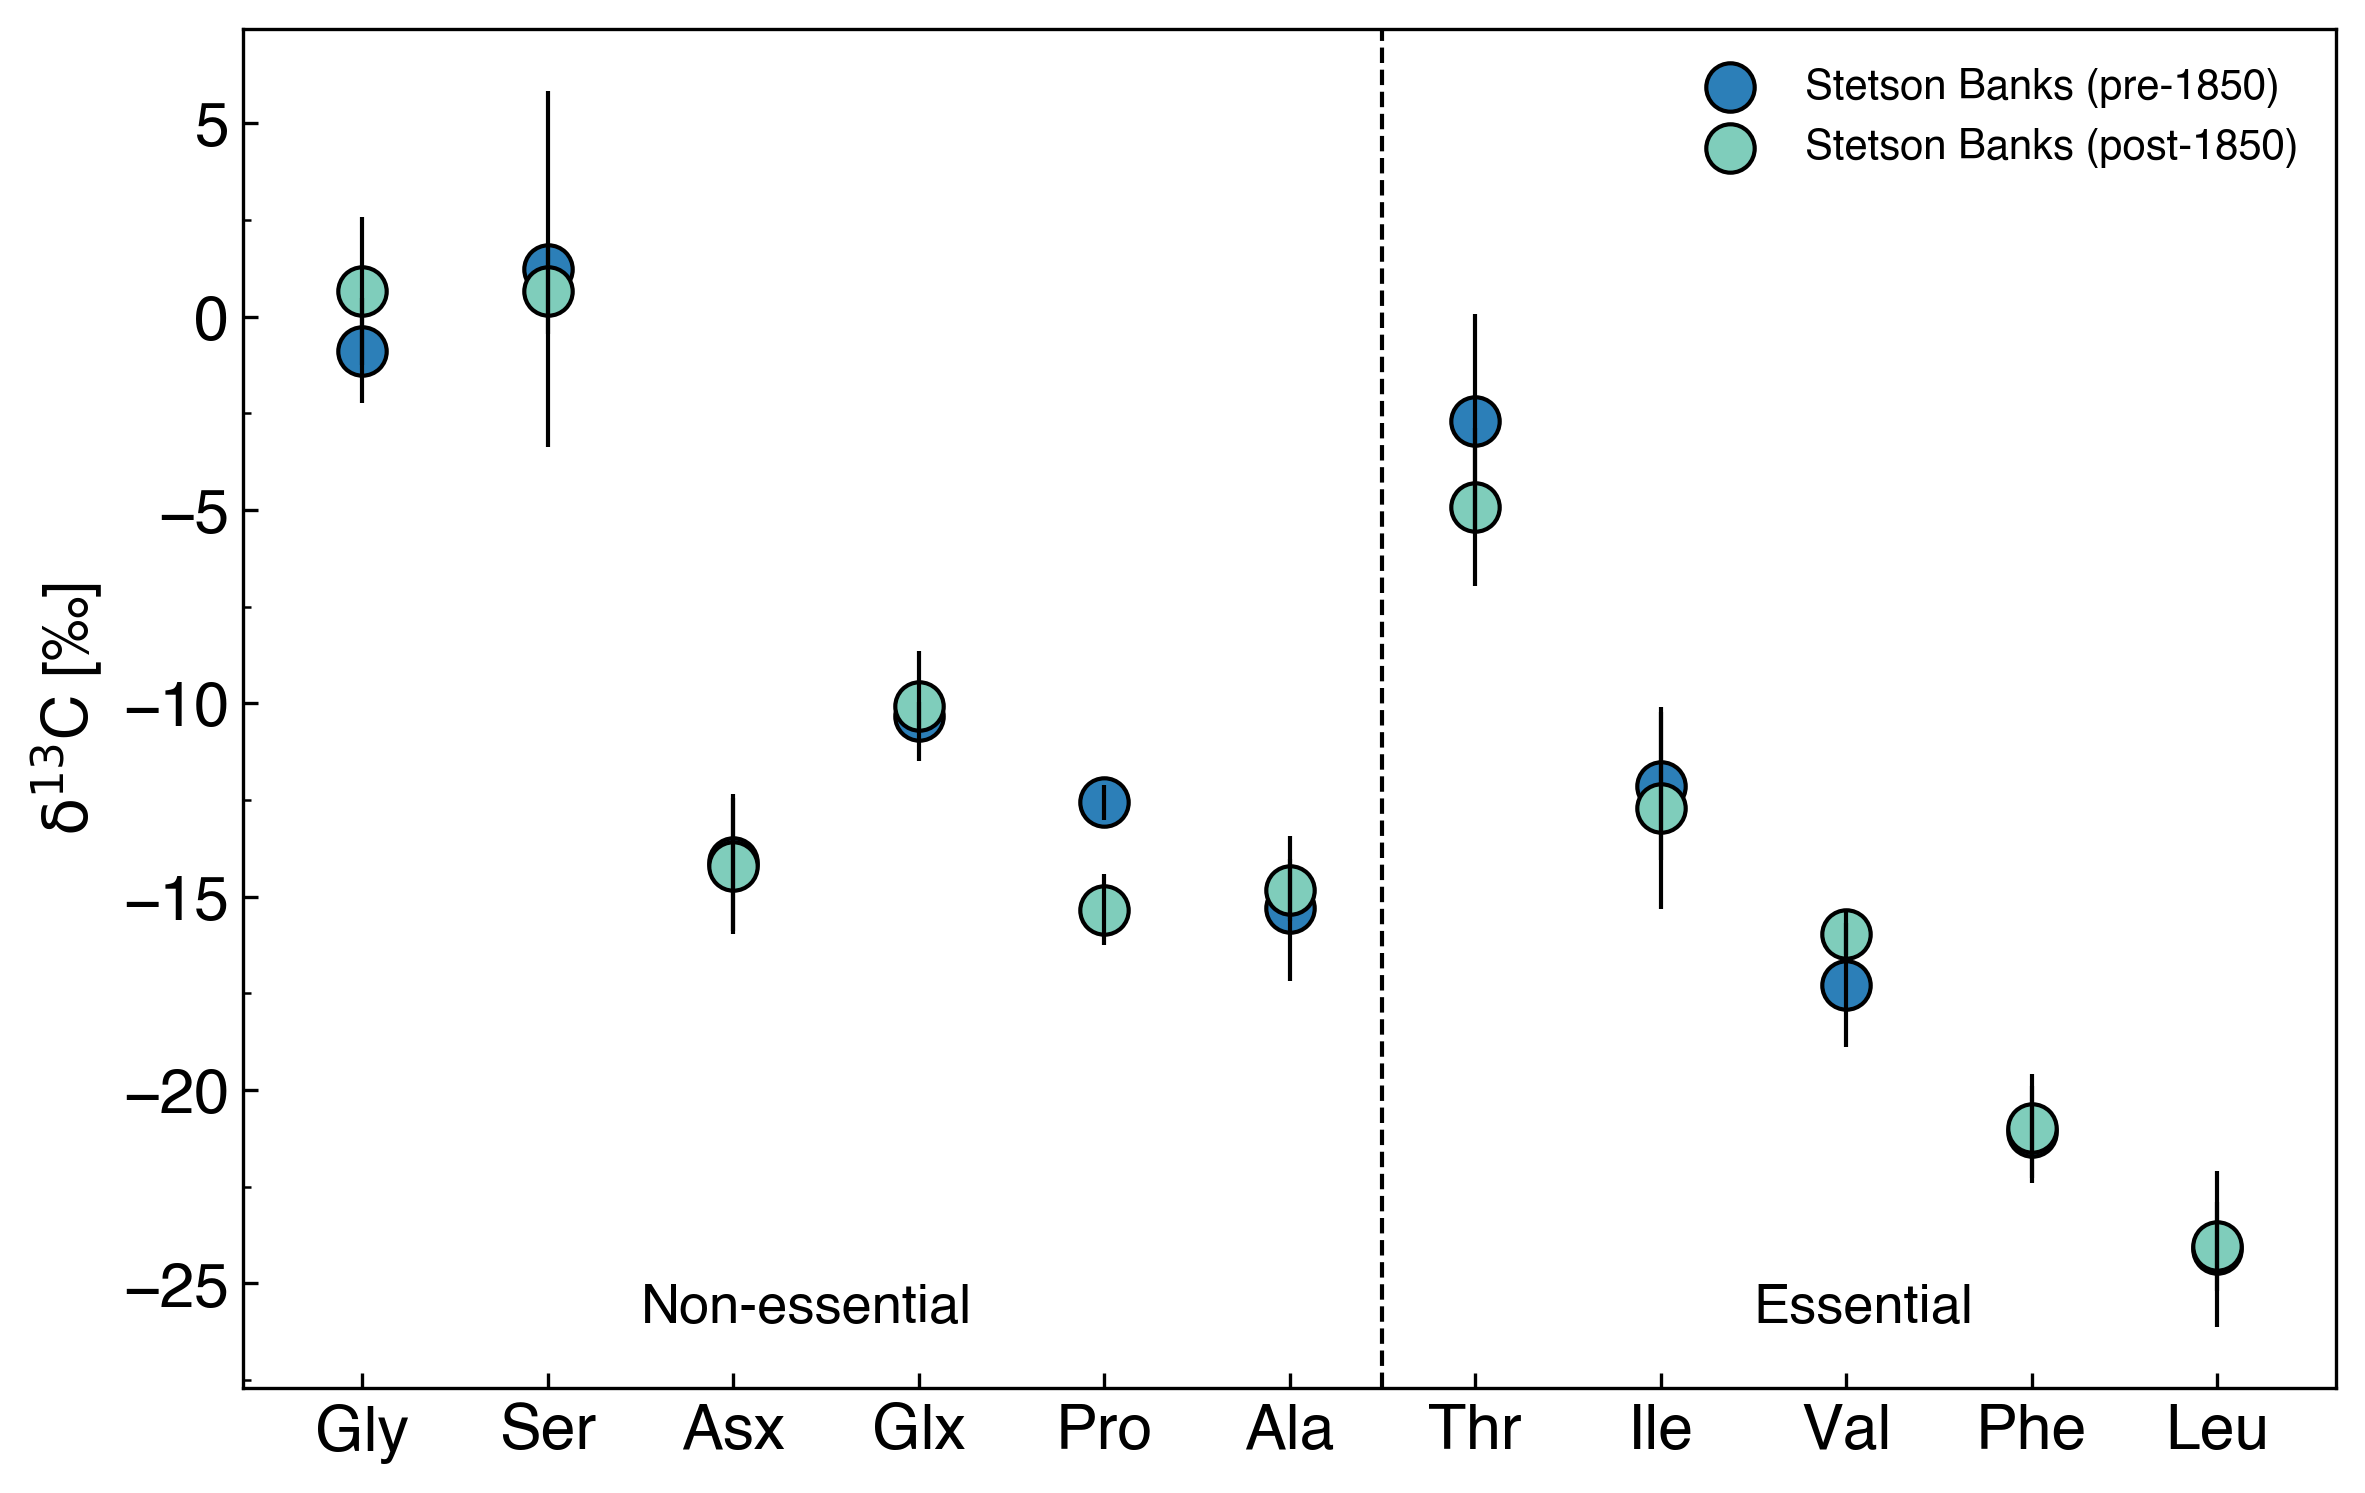 Stetson Banks (pre-1850)
Stetson Banks (post-1850)
δ¹³C [‰]
5
0
−5
−10
−15
−20
−25
Non-essential
Essential
Gly Ser Asx Glx Pro Ala Thr Ile Val Phe Leu